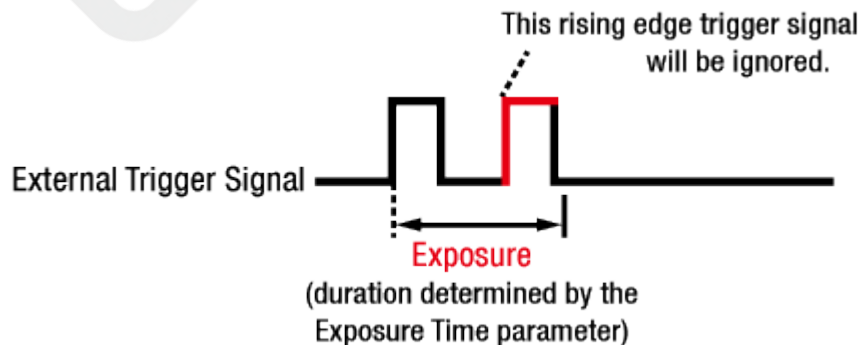 This rising edge trigger signal
will be ignored.
External Trigger Signal
Exposure
(duration determined by the
Exposure Time parameter)